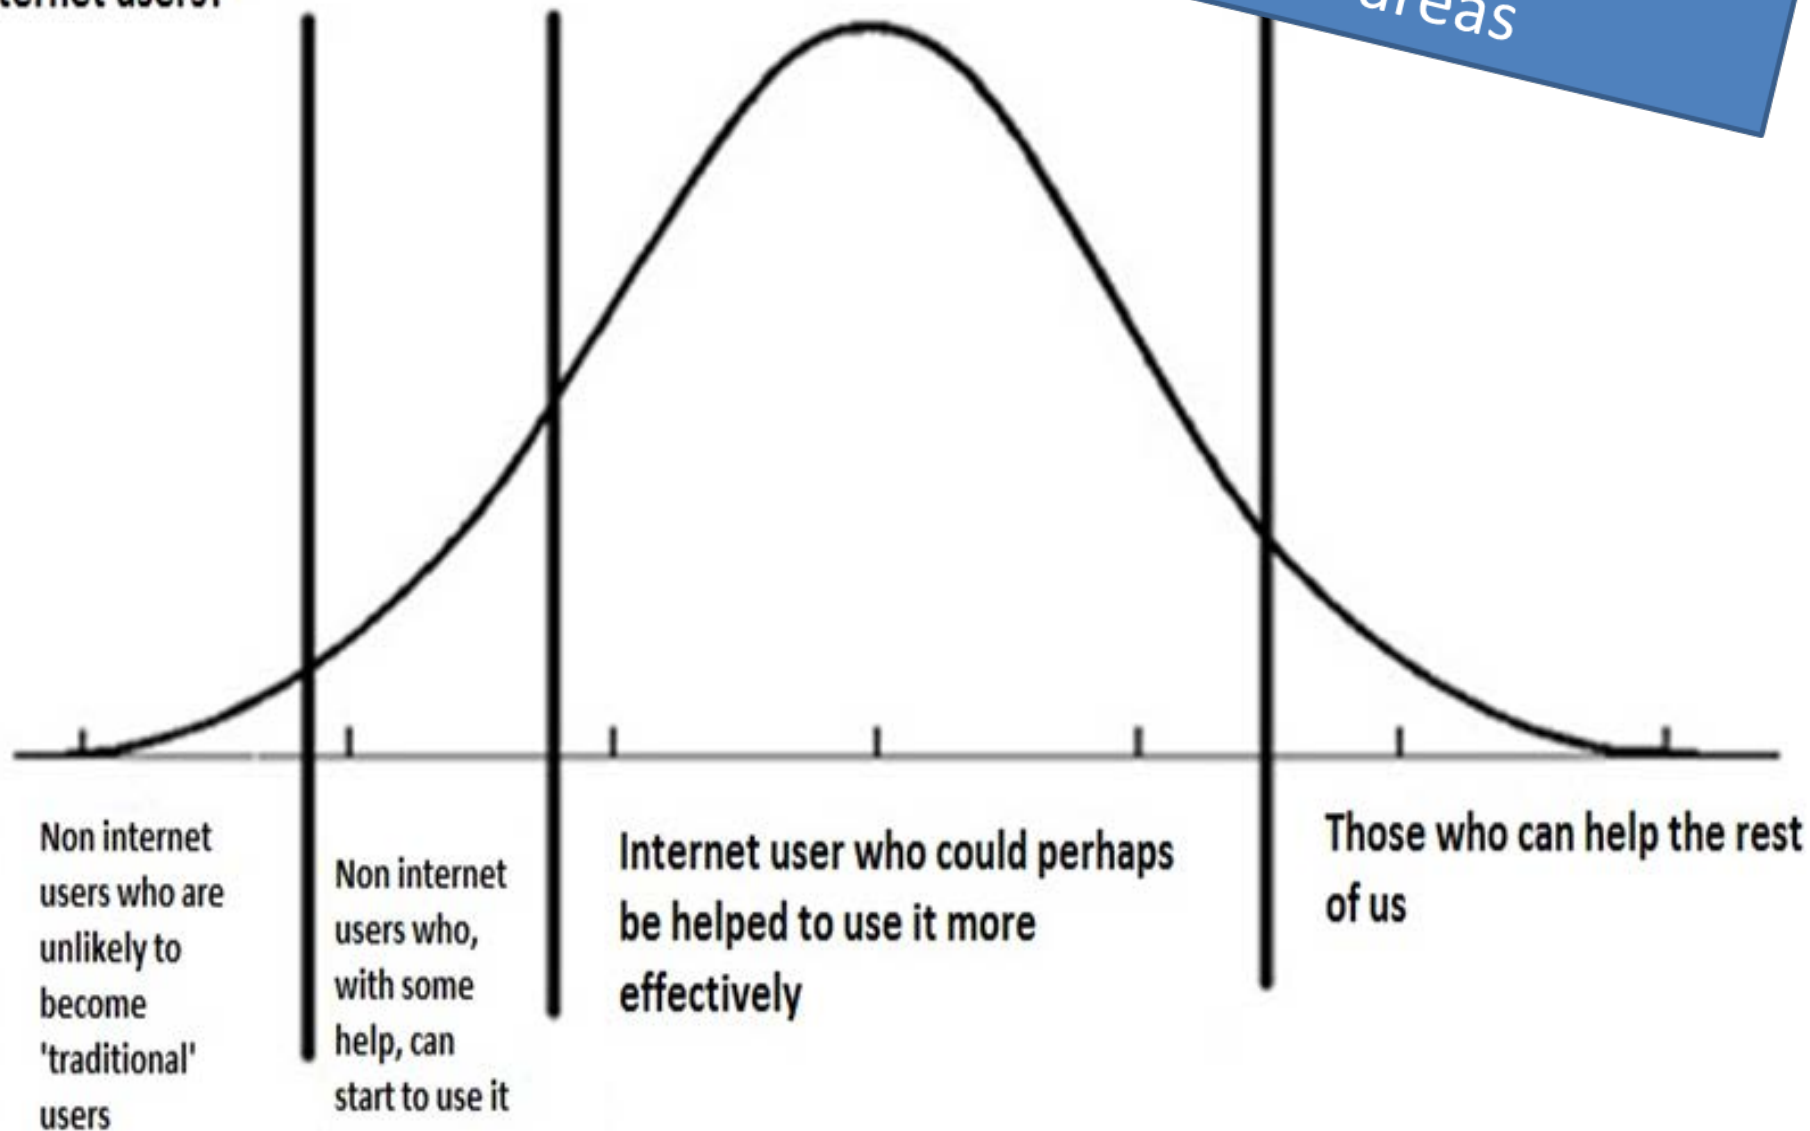 users?
areas
Non internet
users who are
unlikely to
become
'traditional'
users
Non internet
users who,
with some
help, can
start to use it
Internet user who could perhaps
be helped to use it more
effectively
Those who can help the rest
of us